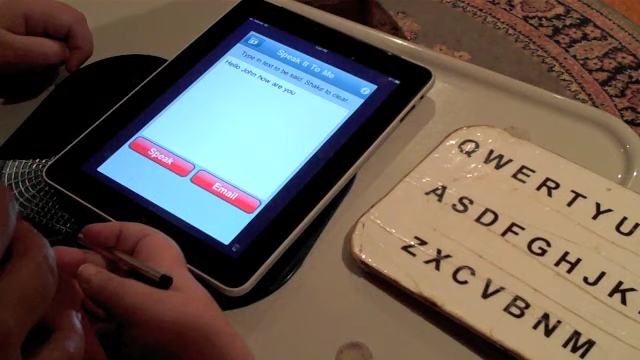 Speak It To Me
Type in text to be said. Shake to clear!
Hello John how are you
Speak
Email
QWERTYU
ASDFGHJK
ZXCVBNM